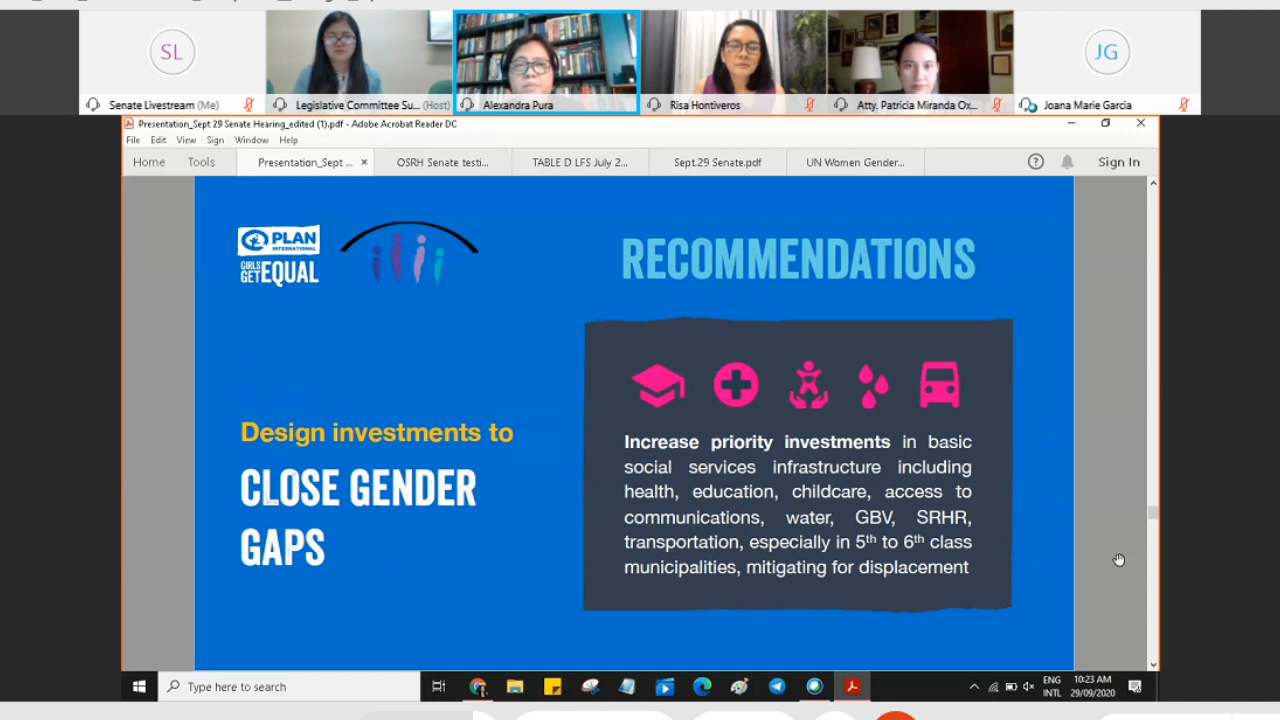 SL
JG
Senate Livestream (Me)
Legislative Committee Su... (Host)
Alexandra Pura
Risa Hontiveros
Atty. Patricia Miranda Ox...
Joana Marie Garcia
Presentation_Sept 29 Senate Hearing_edited (1).pdf - Adobe Acrobat Reader DC
File Edit View Sign Window Help
Home Tools Presentation_Sept ... × OSRH Senate testi... TABLE D LFS July 2... Sept.29 Senate.pdf UN Women Gender... ? Sign In
PLAN
INTERNATIONAL
GIRLS
GET EQUAL
RECOMMENDATIONS
Design investments to
CLOSE GENDER
GAPS
Increase priority investments in basic
social services infrastructure including
health, education, childcare, access to
communications, water, GBV, SRHR,
transportation, especially in 5th to 6th class
municipalities, mitigating for displacement
Type here to search
ENG
INTL
10:23 AM
29/09/2020